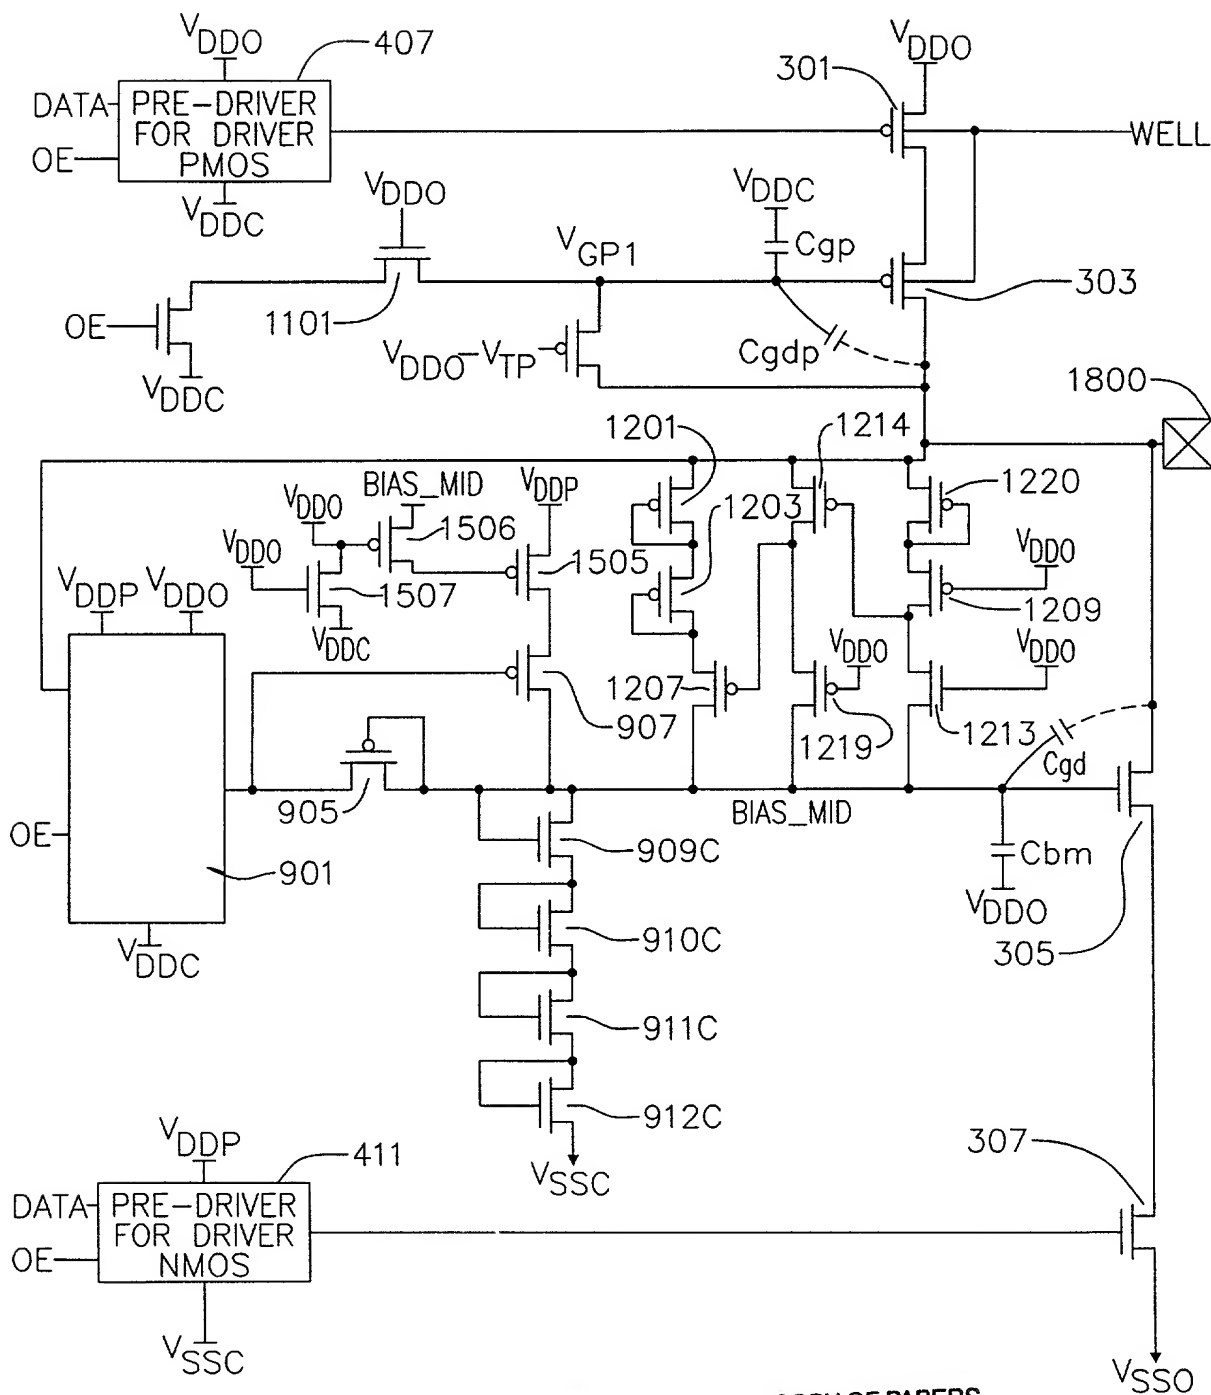 VDDO
407
DATA
PRE-DRIVER
FOR DRIVER
PMOS
OE
VDDC
VDDO
301
WELL
VDDO
1101
VGP1
VDDC
Cgp
303
OE
VDDC
VDDO-VTP
Cgdp
1800
1201
1214
BIAS_MID
VDDP
1203
1220
VDDO
1506
VDDO
1505
VDDO
1507
VDDC
1209
VDDP
VDDO
1207
VDDO
VDDO
907
1219
1213
Cgd
905
BIAS_MID
OE
901
909C
Cbm
VDDO
910C
305
VDDC
911C
912C
VSSC
307
VDDP
411
DATA
PRE-DRIVER
FOR DRIVER
NMOS
OE
VSSC
VSSO